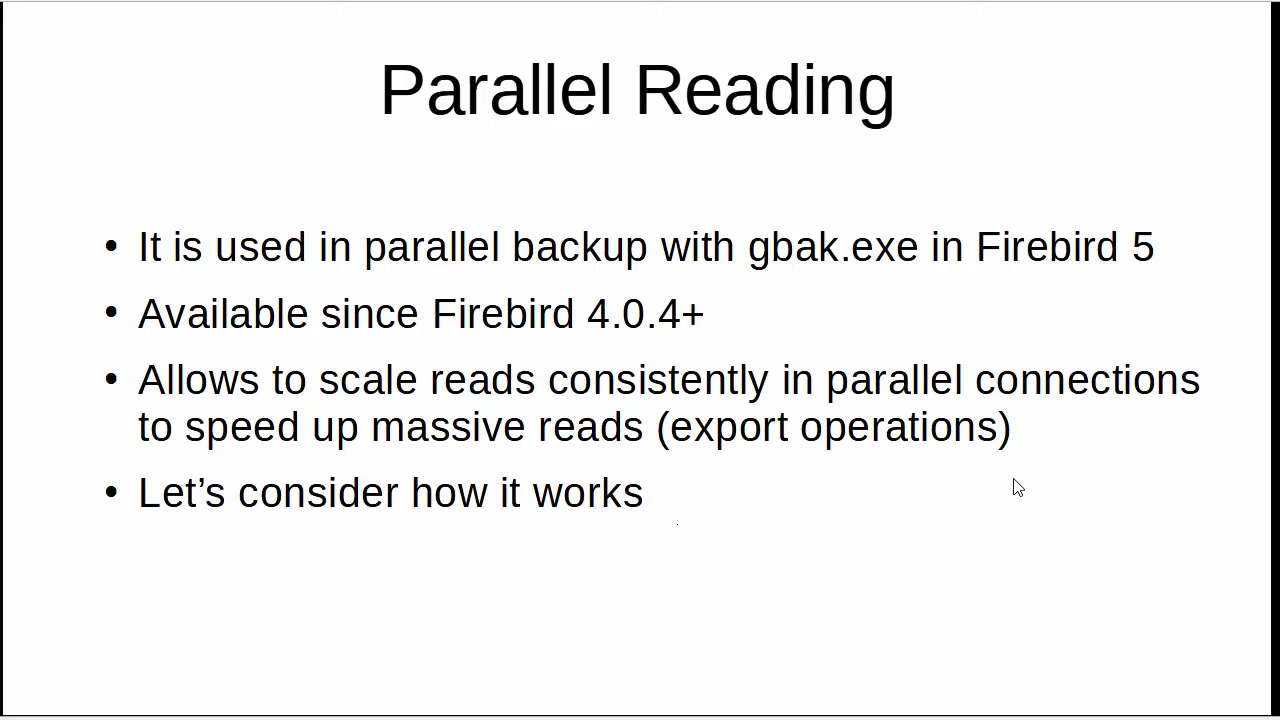 Parallel Reading
• It is used in parallel backup with gbak.exe in Firebird 5
• Available since Firebird 4.0.4+
• Allows to scale reads consistently in parallel connections
to speed up massive reads (export operations)
• Let’s consider how it works